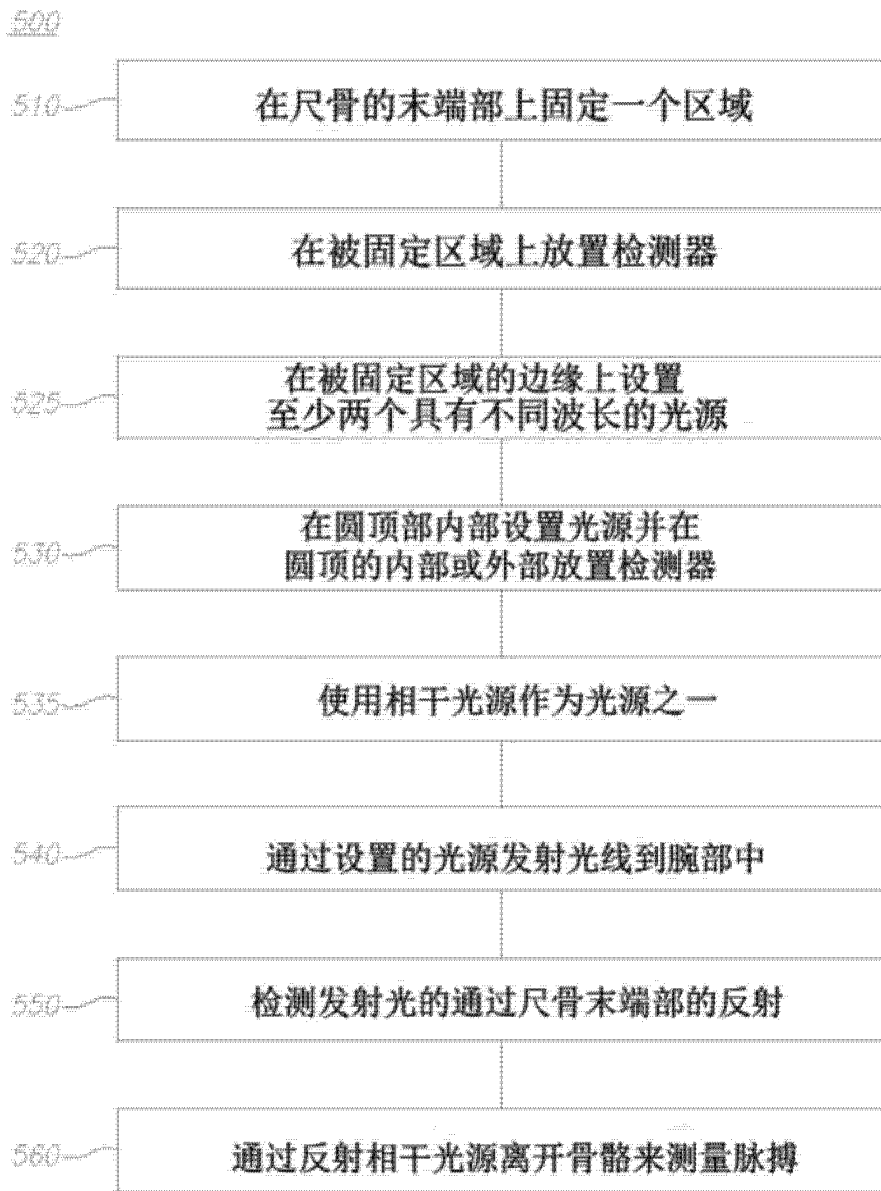 500
510
在尺骨的末端部上固定一个区域
520
在被固定区域上放置检测器
525
在被固定区域的边缘上设置
至少两个具有不同波长的光源
530
在圆顶部内部设置光源并在
圆顶的内部或外部放置检测器
535
使用相干光源作为光源之一
540
通过设置的光源发射光线到腕部中
550
检测发射光的通过尺骨末端部的反射
560
通过反射相干光源离开骨骼来测量脉搏